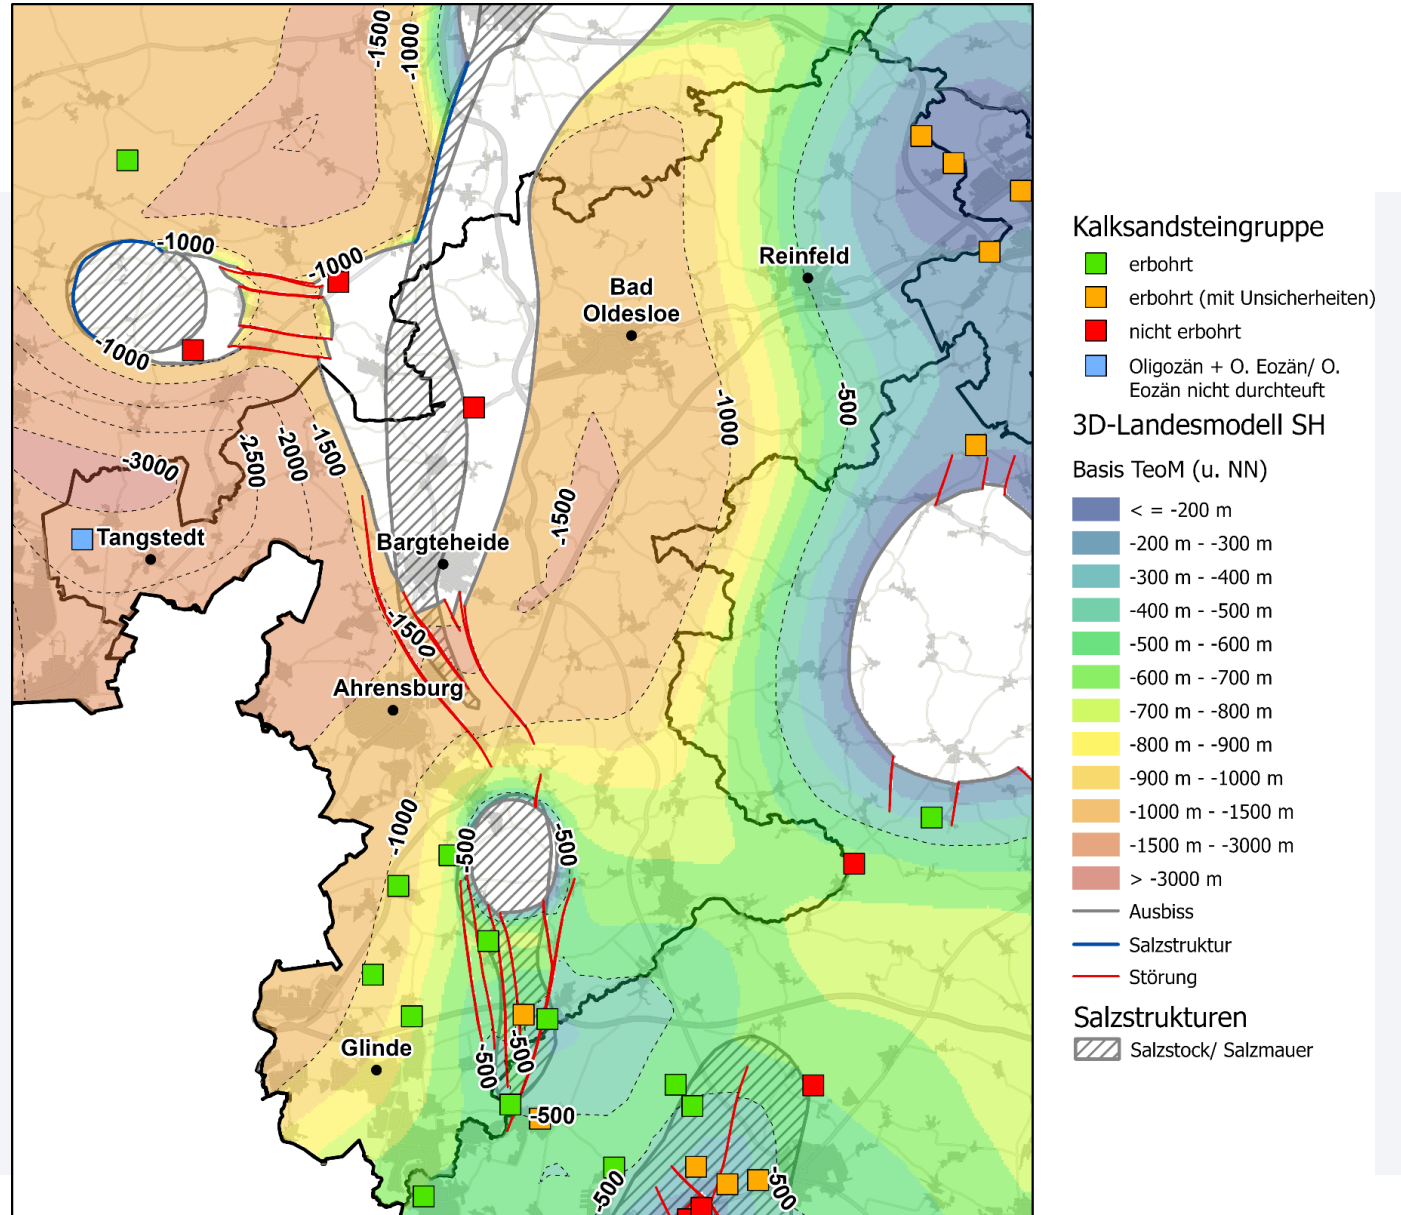 -1500
-1000
-1000
-1000
Reinfeld
Bad
Oldesloe
-1000
-500
-1000
-1500
-2000
-2500
-3000
-1500
Tangstedt
Bargteheide
-1500
Ahrensburg
-1000
-500
-500
Glinde
-500
-500
-500
-500
-500
Kalksandsteingruppe
erbohrt
erbohrt (mit Unsicherheiten)
nicht erbohrt
Oligozän + O. Eozän/ O.
Eozän nicht durchteuft
3D-Landesmodell SH
Basis TeoM (u. NN)
< = -200 m
-200 m - -300 m
-300 m - -400 m
-400 m - -500 m
-500 m - -600 m
-600 m - -700 m
-700 m - -800 m
-800 m - -900 m
-900 m - -1000 m
-1000 m - -1500 m
-1500 m - -3000 m
> -3000 m
Ausbiss
Salzstruktur
Störung
Salzstrukturen
Salzstock/ Salzmauer